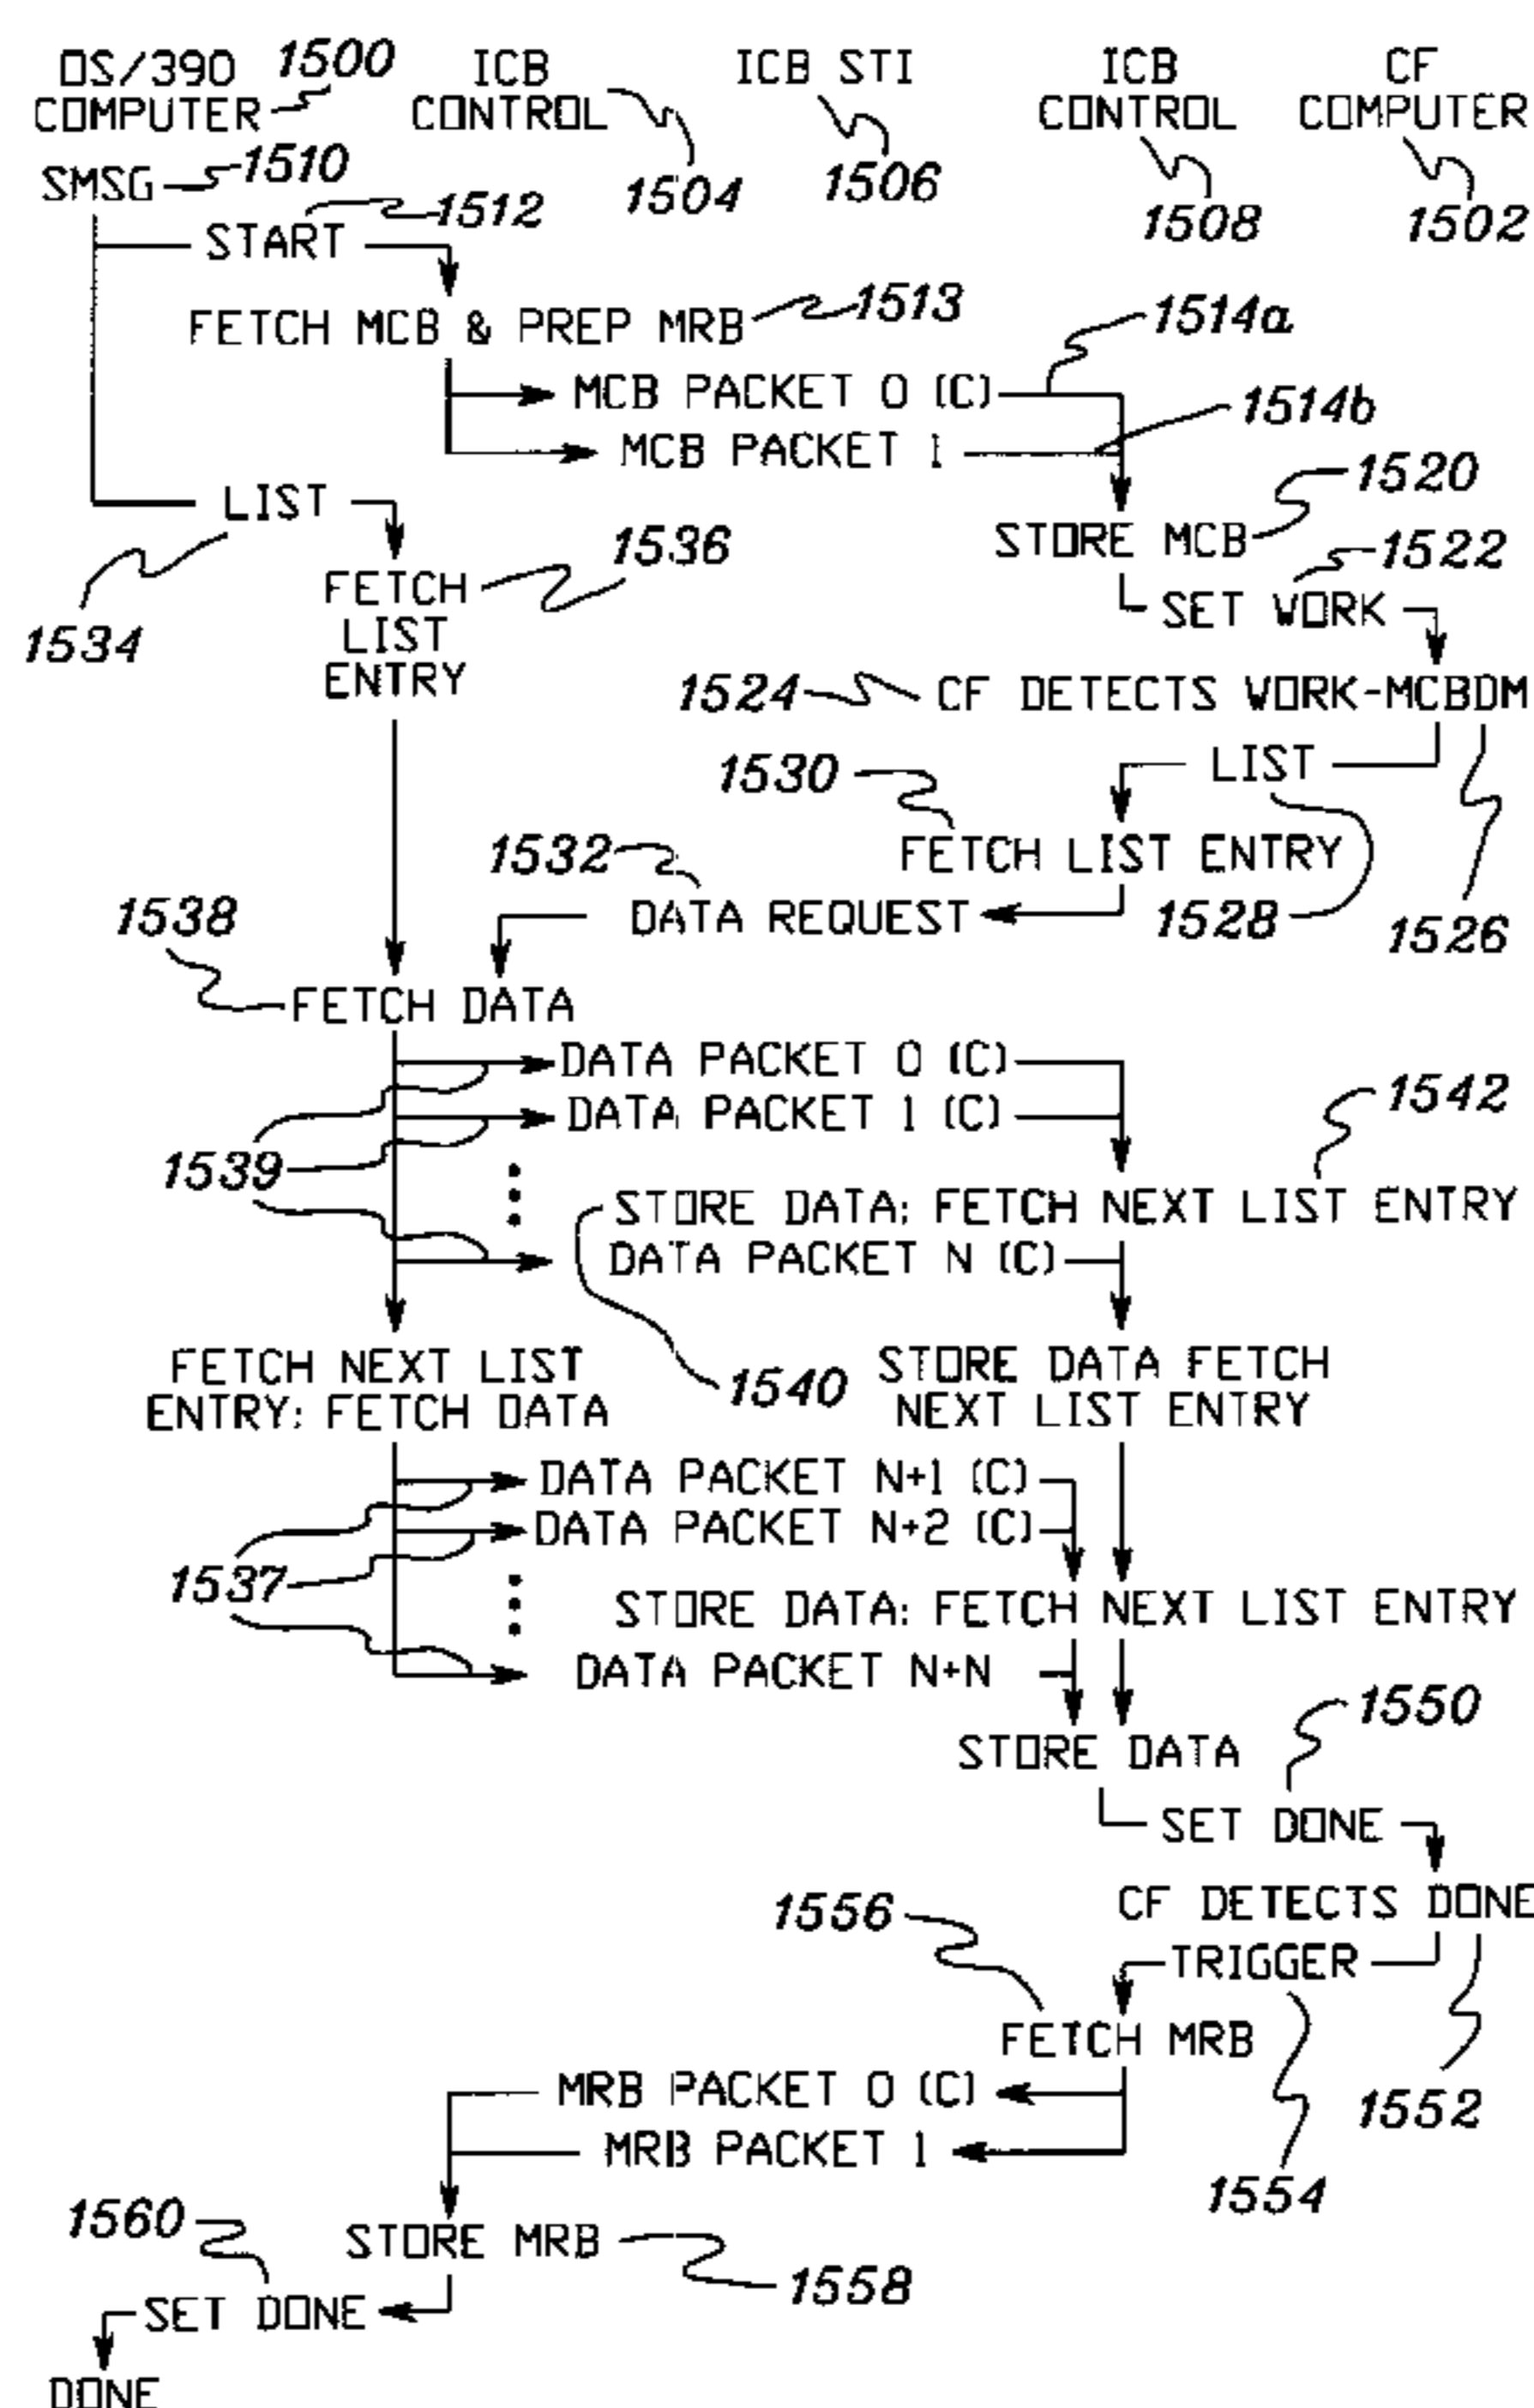 OS/390 1500 ICB ICB STI ICB CF
COMPUTER CONTROL CONTROL COMPUTER
SMSG 1510
1504 1506 1508 1502
1512
START
FETCH MCB & PREP MRB 1513
1514a
MCB PACKET 0 (C)
1514b
MCB PACKET 1
1520
LIST
STORE MCB
1536
1522
FETCH
LIST
ENTRY
SET WORK
1534
1524 CF DETECTS WORK-MCBDM
LIST
1530
FETCH LIST ENTRY
1532
DATA REQUEST
1528
1526
1538
FETCH DATA
DATA PACKET 0 (C)
1542
DATA PACKET 1 (C)
1539
STORE DATA; FETCH NEXT LIST ENTRY
DATA PACKET N (C)
FETCH NEXT LIST
ENTRY; FETCH DATA
1540
STORE DATA FETCH
NEXT LIST ENTRY
DATA PACKET N+1 (C)
DATA PACKET N+2 (C)
1537
STORE DATA; FETCH NEXT LIST ENTRY
DATA PACKET N+N
1550
STORE DATA
SET DONE
1556
CF DETECTS DONE
TRIGGER
FETCH MRB
MRB PACKET 0 (C)
1552
MRB PACKET 1
1554
1560
STORE MRB
1558
SET DONE
DONE